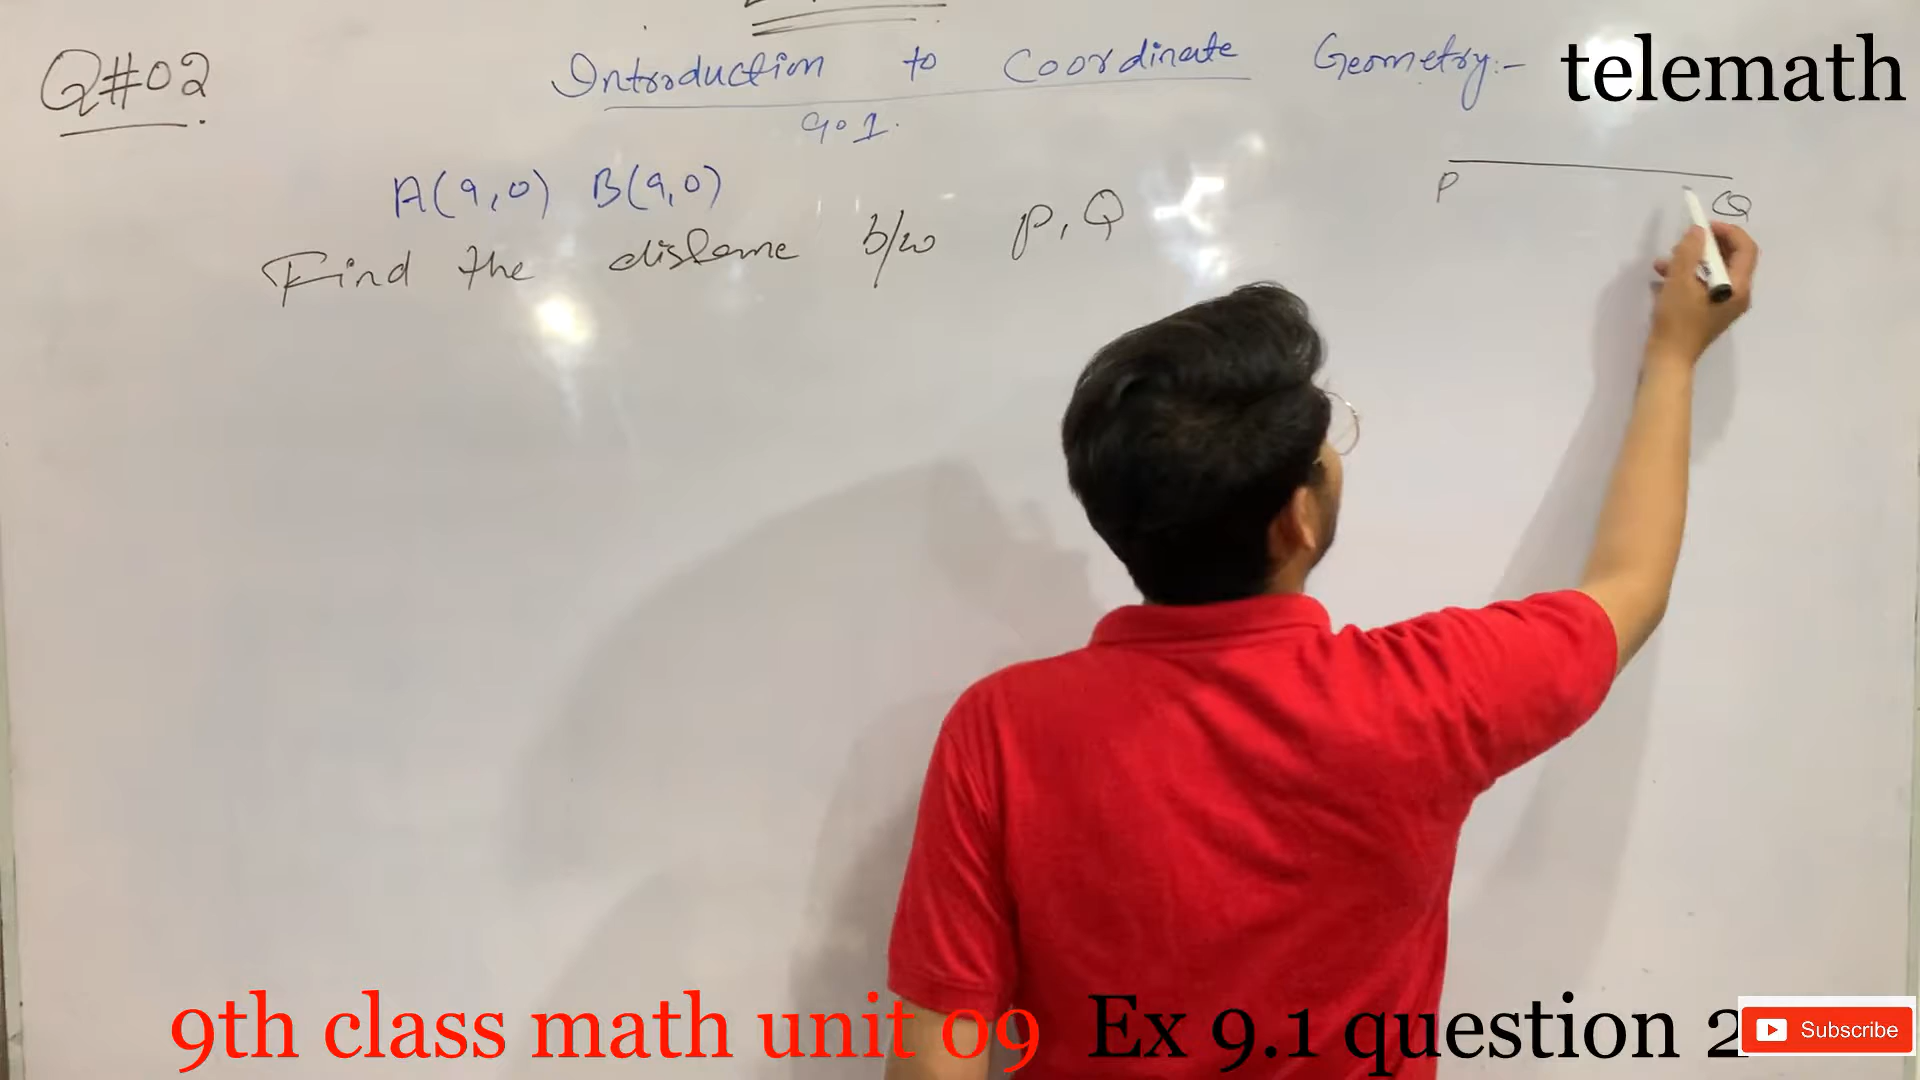 Q#02
Introduction to Coordinate Geometry:-
telemath
9.1.
A(9,0) B(9,0)
Find the distance b/w P, Q
P
Q
9th class math unit 09 Ex 9.1 question 2
Subscribe